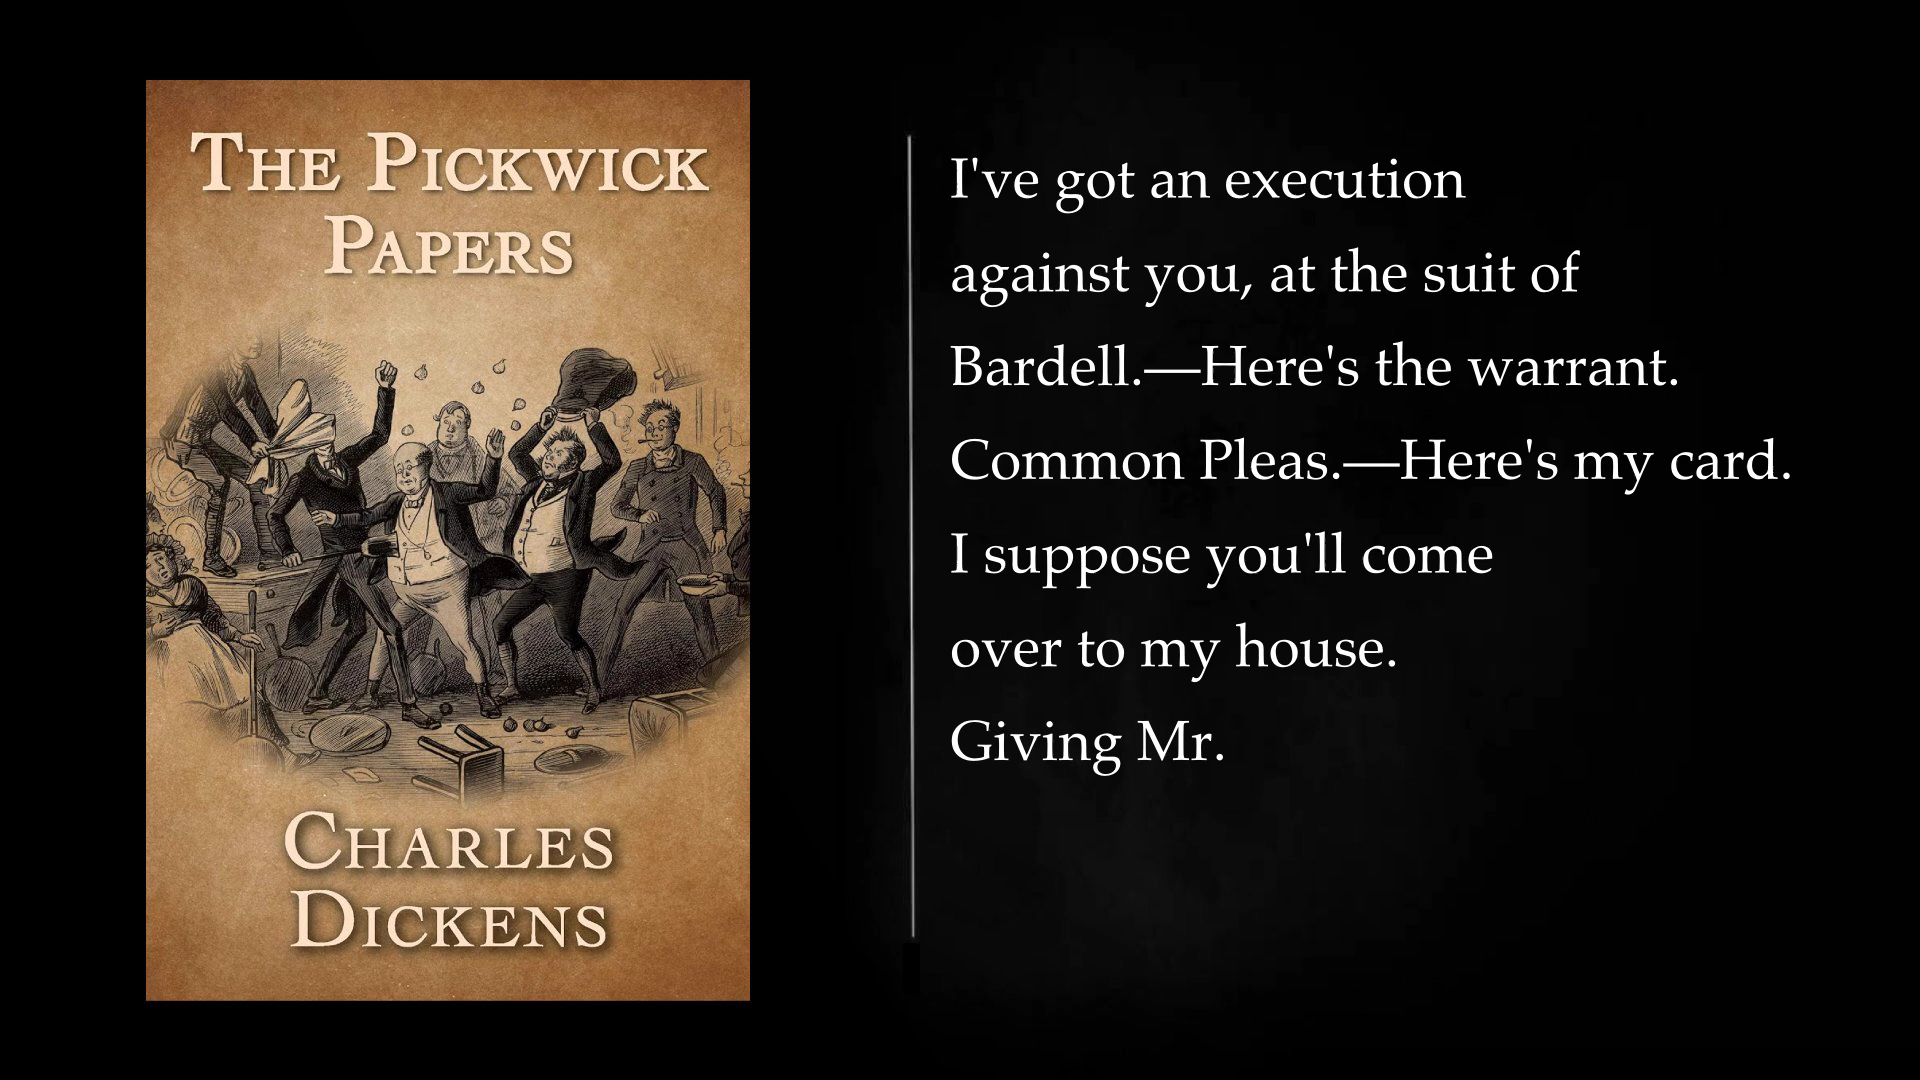 The Pickwick
Papers
Charles
Dickens
I've got an execution
against you, at the suit of
Bardell.—Here's the warrant.
Common Pleas.—Here's my card.
I suppose you'll come
over to my house.
Giving Mr.